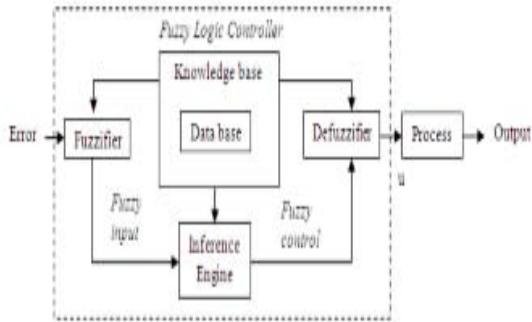 Fuzzy Logic Controller
Knowledge base
Data base
Error
Fuzzifier
Defuzzifier
Process
Output
u
Fuzzy
input
Fuzzy
control
Inference
Engine